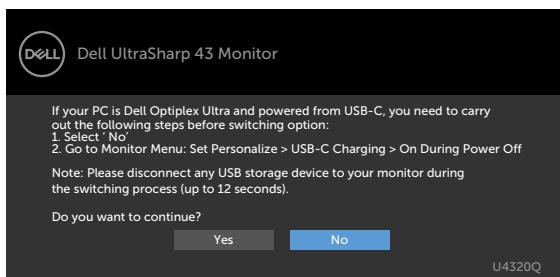 DELL
Dell UltraSharp 43 Monitor
If your PC is Dell Optiplex Ultra and powered from USB-C, you need to carry
out the following steps before switching option:
1. Select ‘ No’
2. Go to Monitor Menu: Set Personalize > USB-C Charging > On During Power Off
Note: Please disconnect any USB storage device to your monitor during
the switching process (up to 12 seconds).
Do you want to continue?
Yes
No
U4320Q